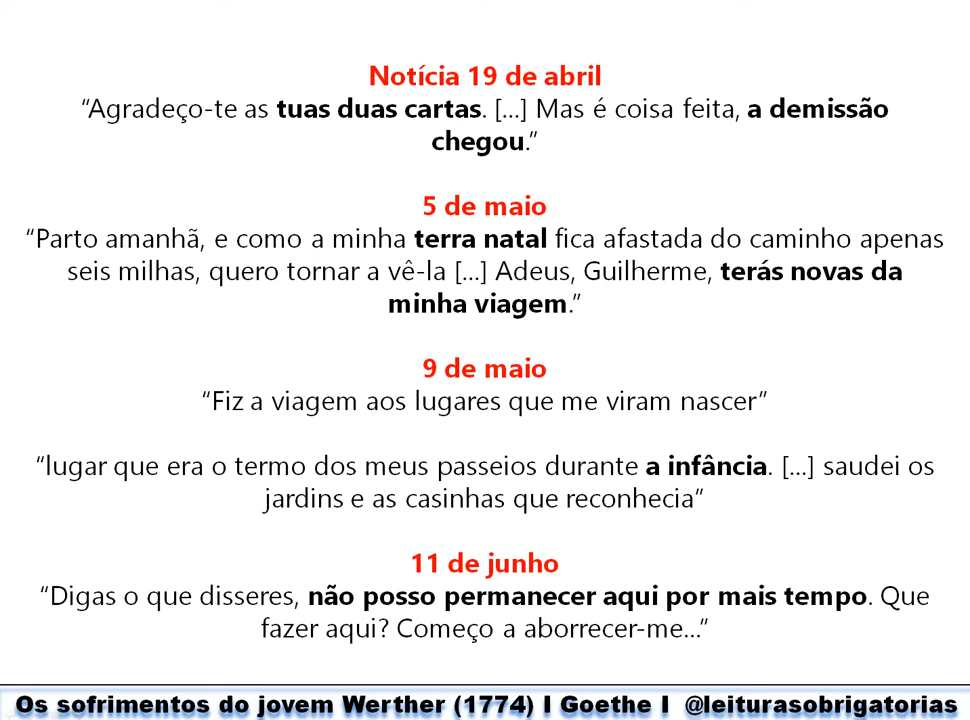 Notícia 19 de abril
“Agradeço-te as tuas duas cartas. [...] Mas é coisa feita, a demissão
chegou.”
5 de maio
“Parto amanhã, e como a minha terra natal fica afastada do caminho apenas
seis milhas, quero tornar a vê-la [...] Adeus, Guilherme, terás novas da
minha viagem.”
9 de maio
“Fiz a viagem aos lugares que me viram nascer”
“lugar que era o termo dos meus passeios durante a infância. [...] saudei os
jardins e as casinhas que reconhecia”
11 de junho
“Digas o que disseres, não posso permanecer aqui por mais tempo. Que
fazer aqui? Começo a aborrecer-me...”
Os sofrimentos do jovem Werther (1774) I Goethe I @leiturasobrigatorias